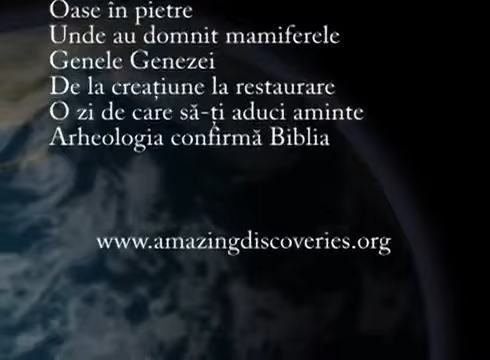 Oase în pietre
Unde au domnit mamiferele
Genele Genezei
De la creațiune la restaurare
O zi de care să-ți aduci aminte
Arheologia confirmă Biblia
www.amazingdiscoveries.org